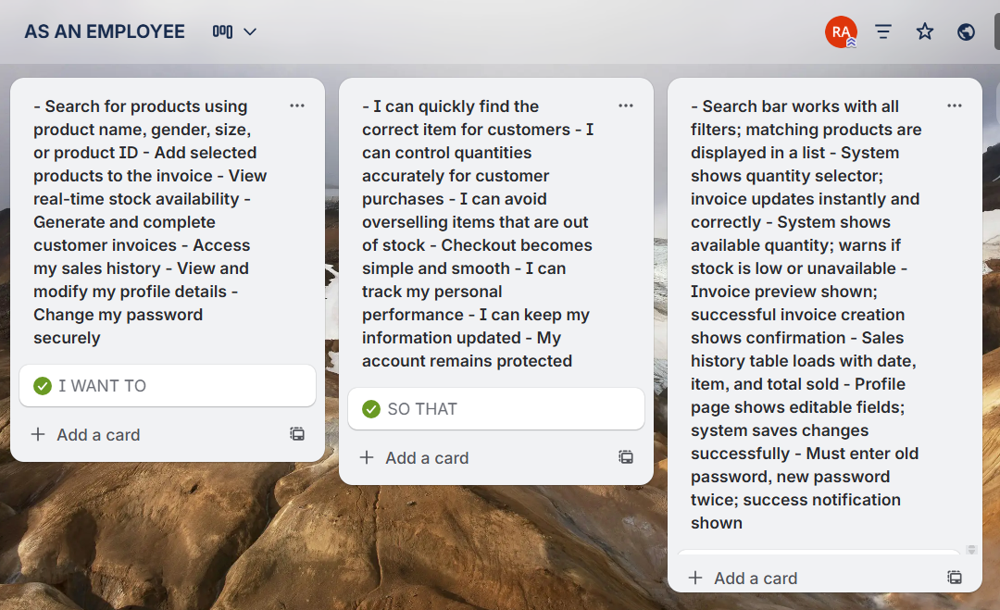 AS AN EMPLOYEE
RA
- Search for products using
product name, gender, size,
or product ID - Add selected
products to the invoice - View
real-time stock availability -
Generate and complete
customer invoices - Access
my sales history - View and
modify my profile details -
Change my password
securely
I WANT TO
Add a card
- I can quickly find the
correct item for customers - I
can control quantities
accurately for customer
purchases - I can avoid
overselling items that are out
of stock - Checkout becomes
simple and smooth - I can
track my personal
performance - I can keep my
information updated - My
account remains protected
SO THAT
Add a card
- Search bar works with all
filters; matching products are
displayed in a list - System
shows quantity selector;
invoice updates instantly and
correctly - System shows
available quantity; warns if
stock is low or unavailable -
Invoice preview shown;
successful invoice creation
shows confirmation - Sales
history table loads with date,
item, and total sold - Profile
page shows editable fields;
system saves changes
successfully - Must enter old
password, new password
twice; success notification
shown
Add a card